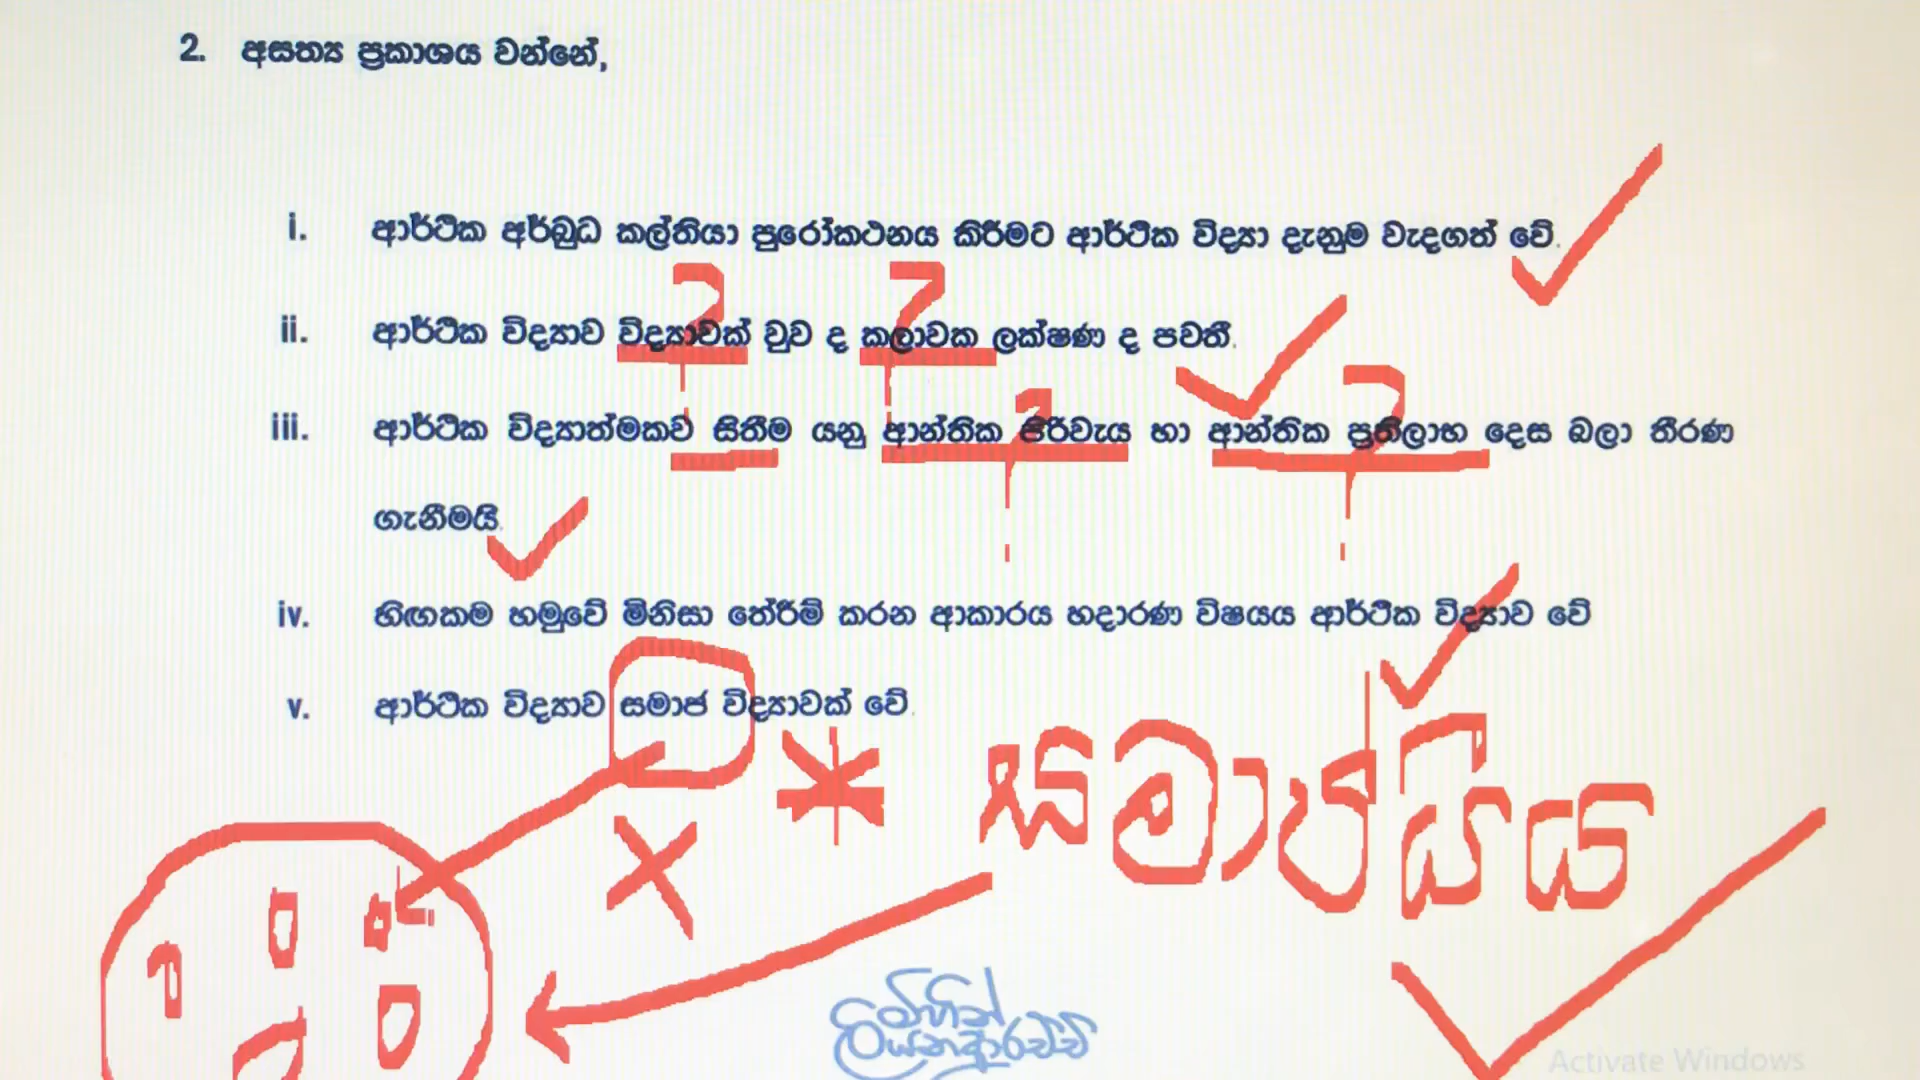 2. අසත්‍ය ප්‍රකාශය වන්නේ,
i. ආර්ථික අර්බුධ කල්තියා පුරෝකථනය කිරීමට ආර්ථික විද්‍යා දැනුම වැදගත් වේ.
ii. ආර්ථික විද්‍යාව විද්‍යාවක් වුව ද කලාවක ලක්ෂණ ද පවතී.
iii. ආර්ථික විද්‍යාත්මකව සිතීම යනු ආන්තික පිරිවැය හා ආන්තික ප්‍රතිලාභ දෙස බලා තීරණ
ගැනීමයි.
iv. හිඟකම හමුවේ මිනිසා තේරීම් කරන ආකාරය හදාරණ විෂයය ආර්ථික විද්‍යාව වේ
v. ආර්ථික විද්‍යාව සමාජ විද්‍යාවක් වේ.
සමාජයීය
මිහින්
ලියනආරච්චි
Activate Windows